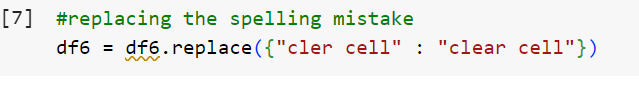 [7] #replacing the spelling mistake
df6 = df6.replace({"cler cell" : "clear cell"})